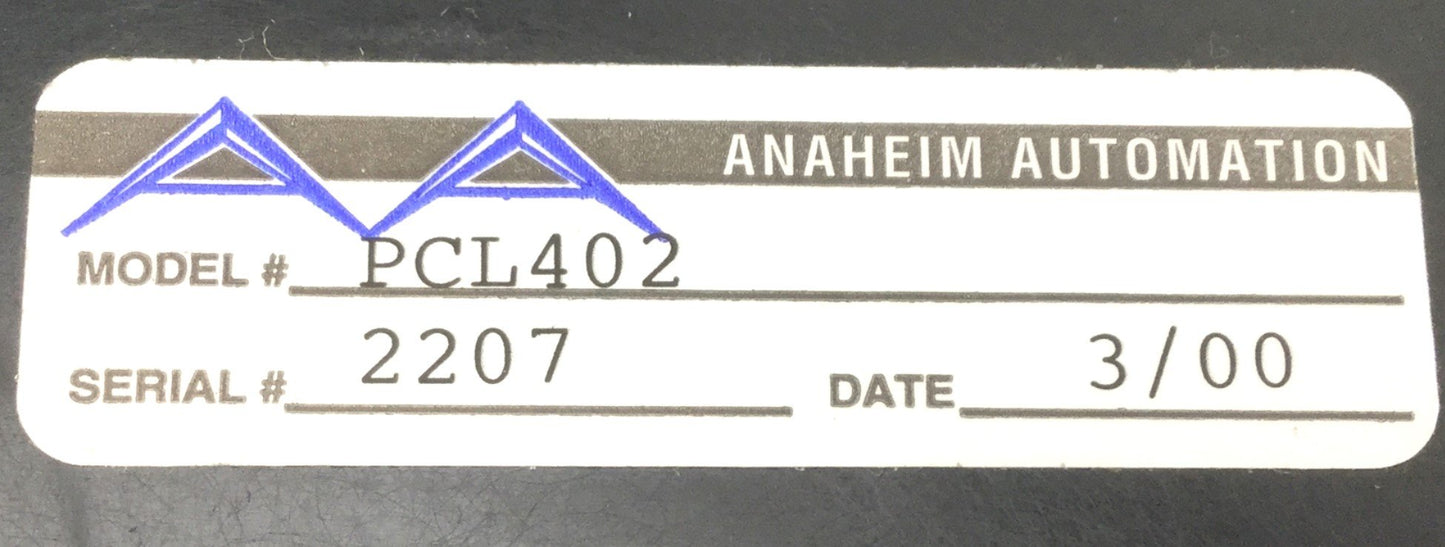 ANAHEIM AUTOMATION
MODEL # PCL402
SERIAL # 2207 DATE 3/00